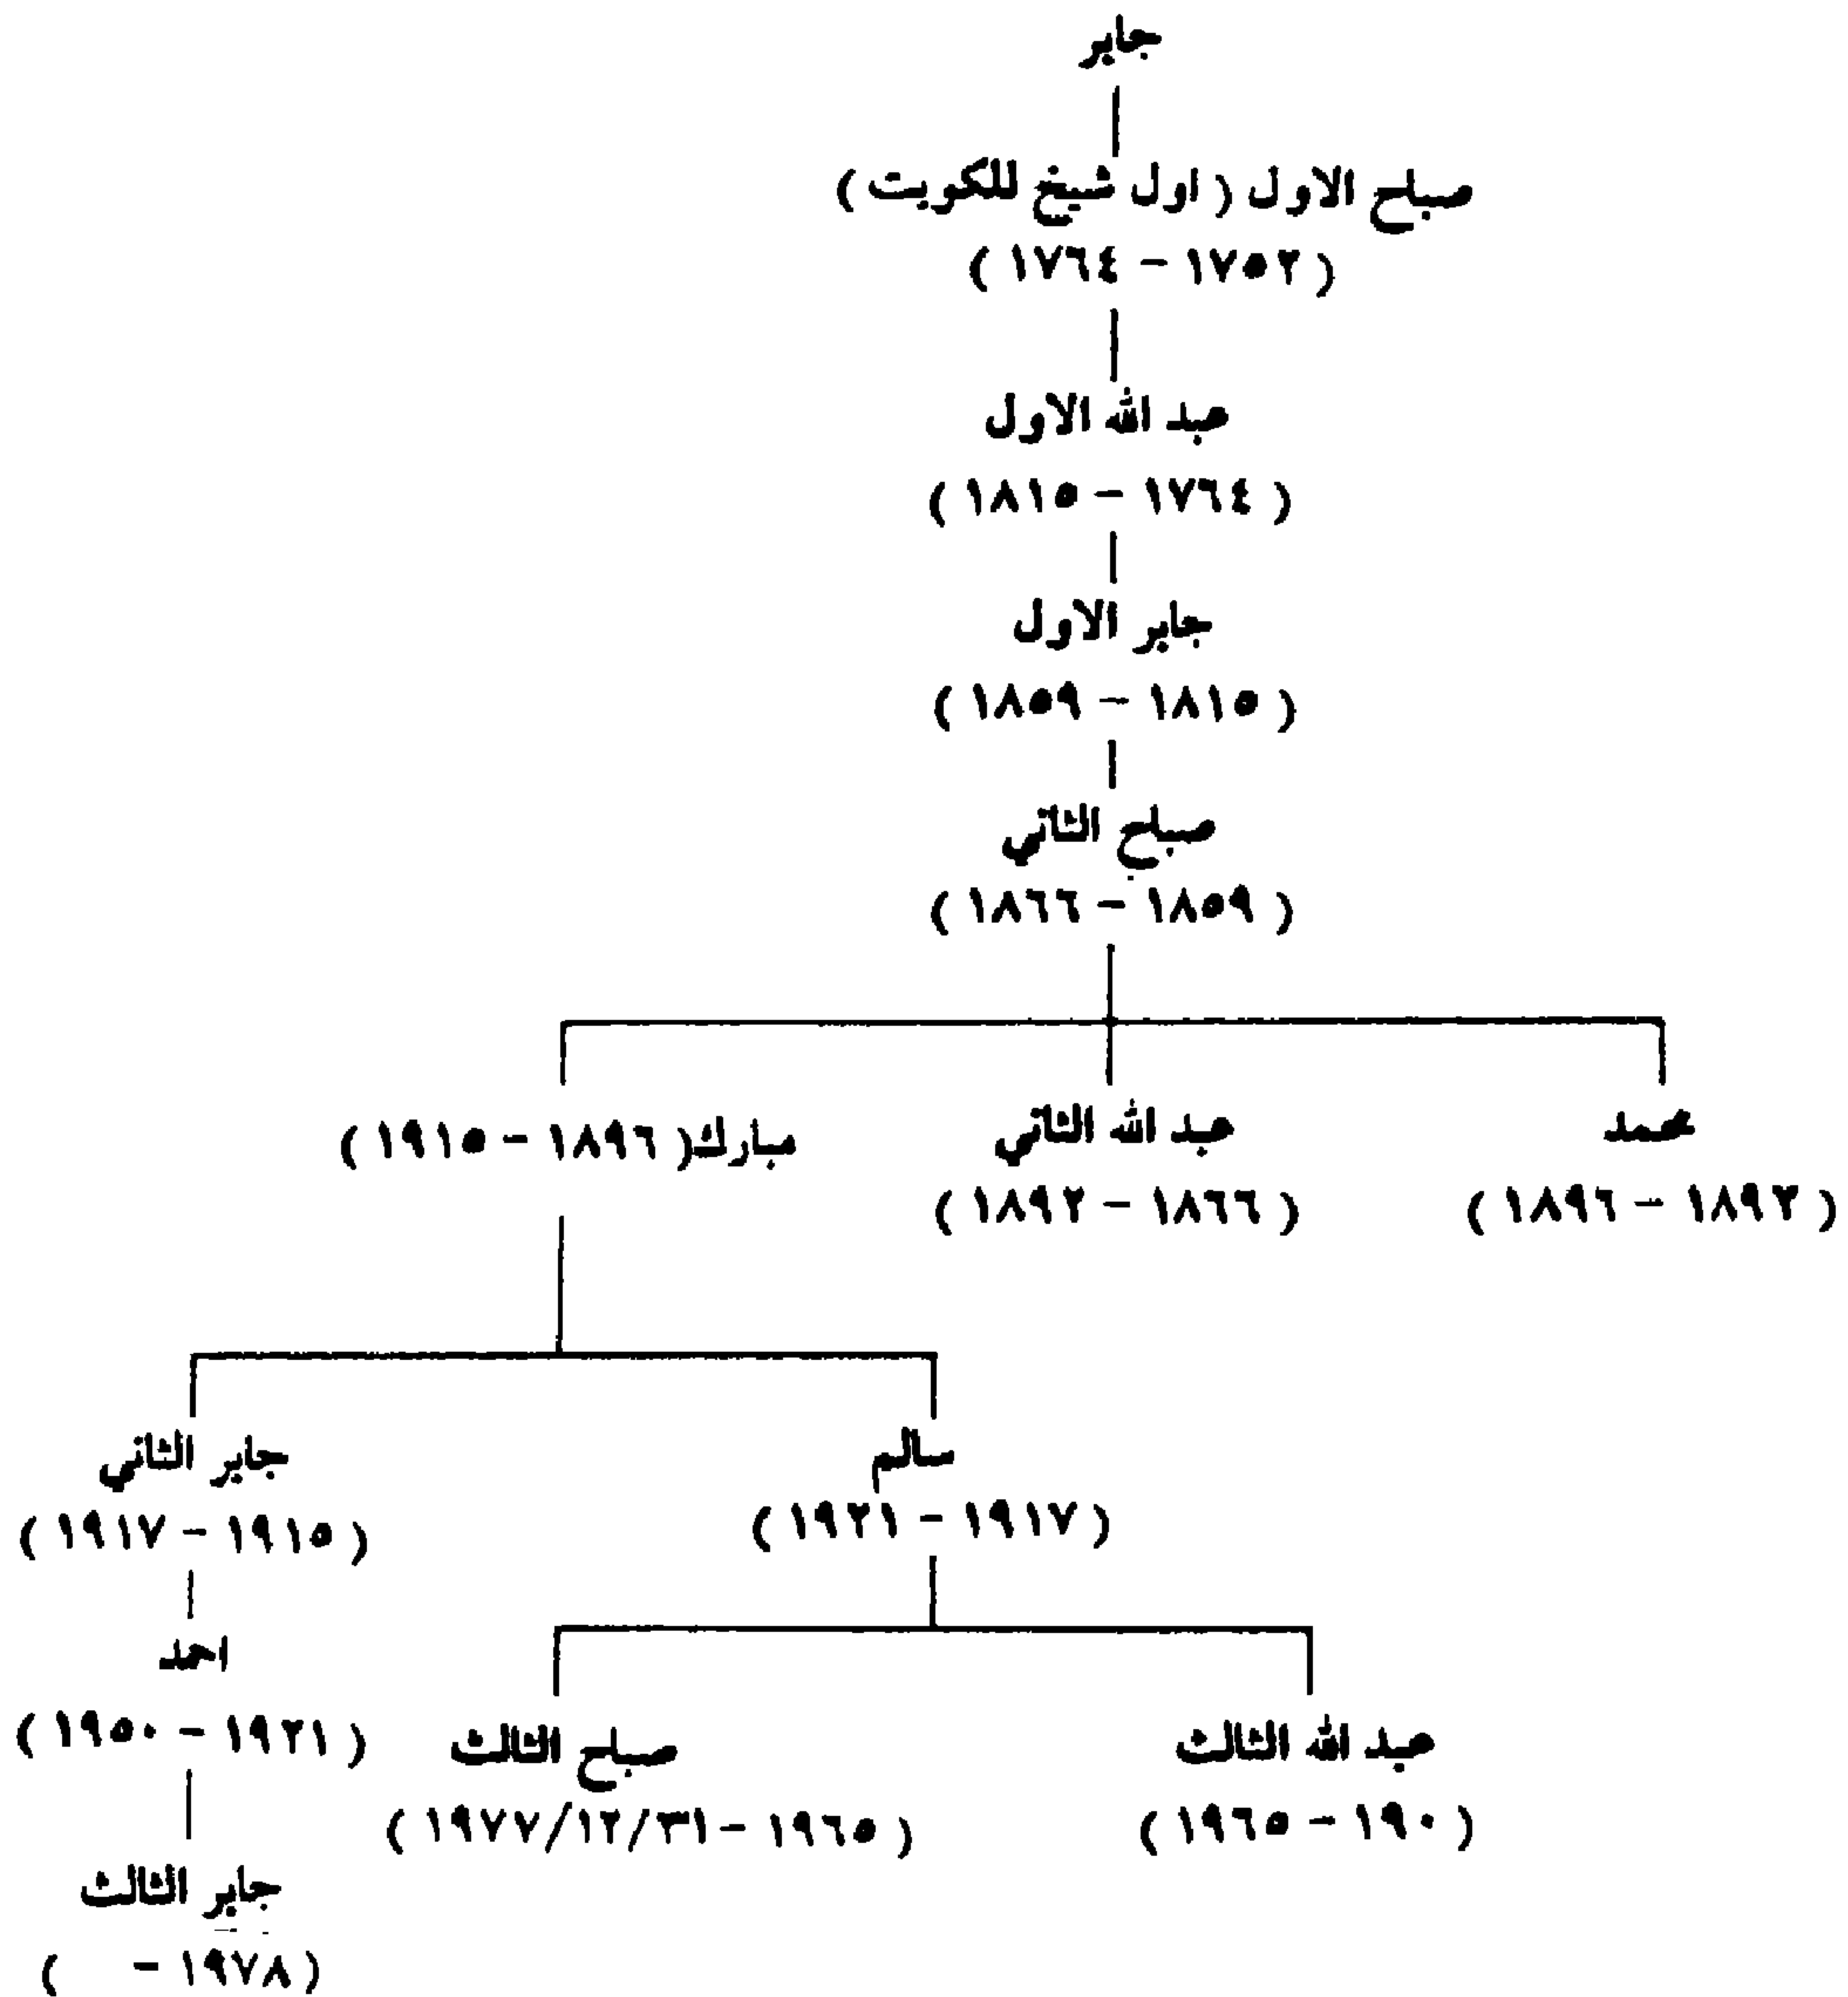 جابر
صباح الاول ( اول شيخ للكويت )
( ١٧٥٢ – ١٧٦٤ )
عبد الله الاول
( ١٧٦٤ – ١٨١٥ )
جابر الاول
( ١٨١٥ – ١٨٥٩ )
صباح الثاني
( ١٨٥٩ – ١٨٦٦ )
محمد
( ١٨٩٢ – ١٨٩٦ )
عبد الله الثاني
( ١٨٦٦ – ١٨٩٢ )
مبارك ( ١٨٩٦ – ١٩١٥ )
سالم
( ١٩١٧ – ١٩٢١ )
جابر الثاني
( ١٩١٥ – ١٩١٧ )
احمد
( ١٩٢١ – ١٩٥٠ )
عبد الله الثالث
( ١٩٠ – ١٩٦٥ )
صباح الثالث
( ١٩٦٥ – ١٩٧٧/١٢/٣١ )
جابر الثالث
( ١٩٧٨ – )